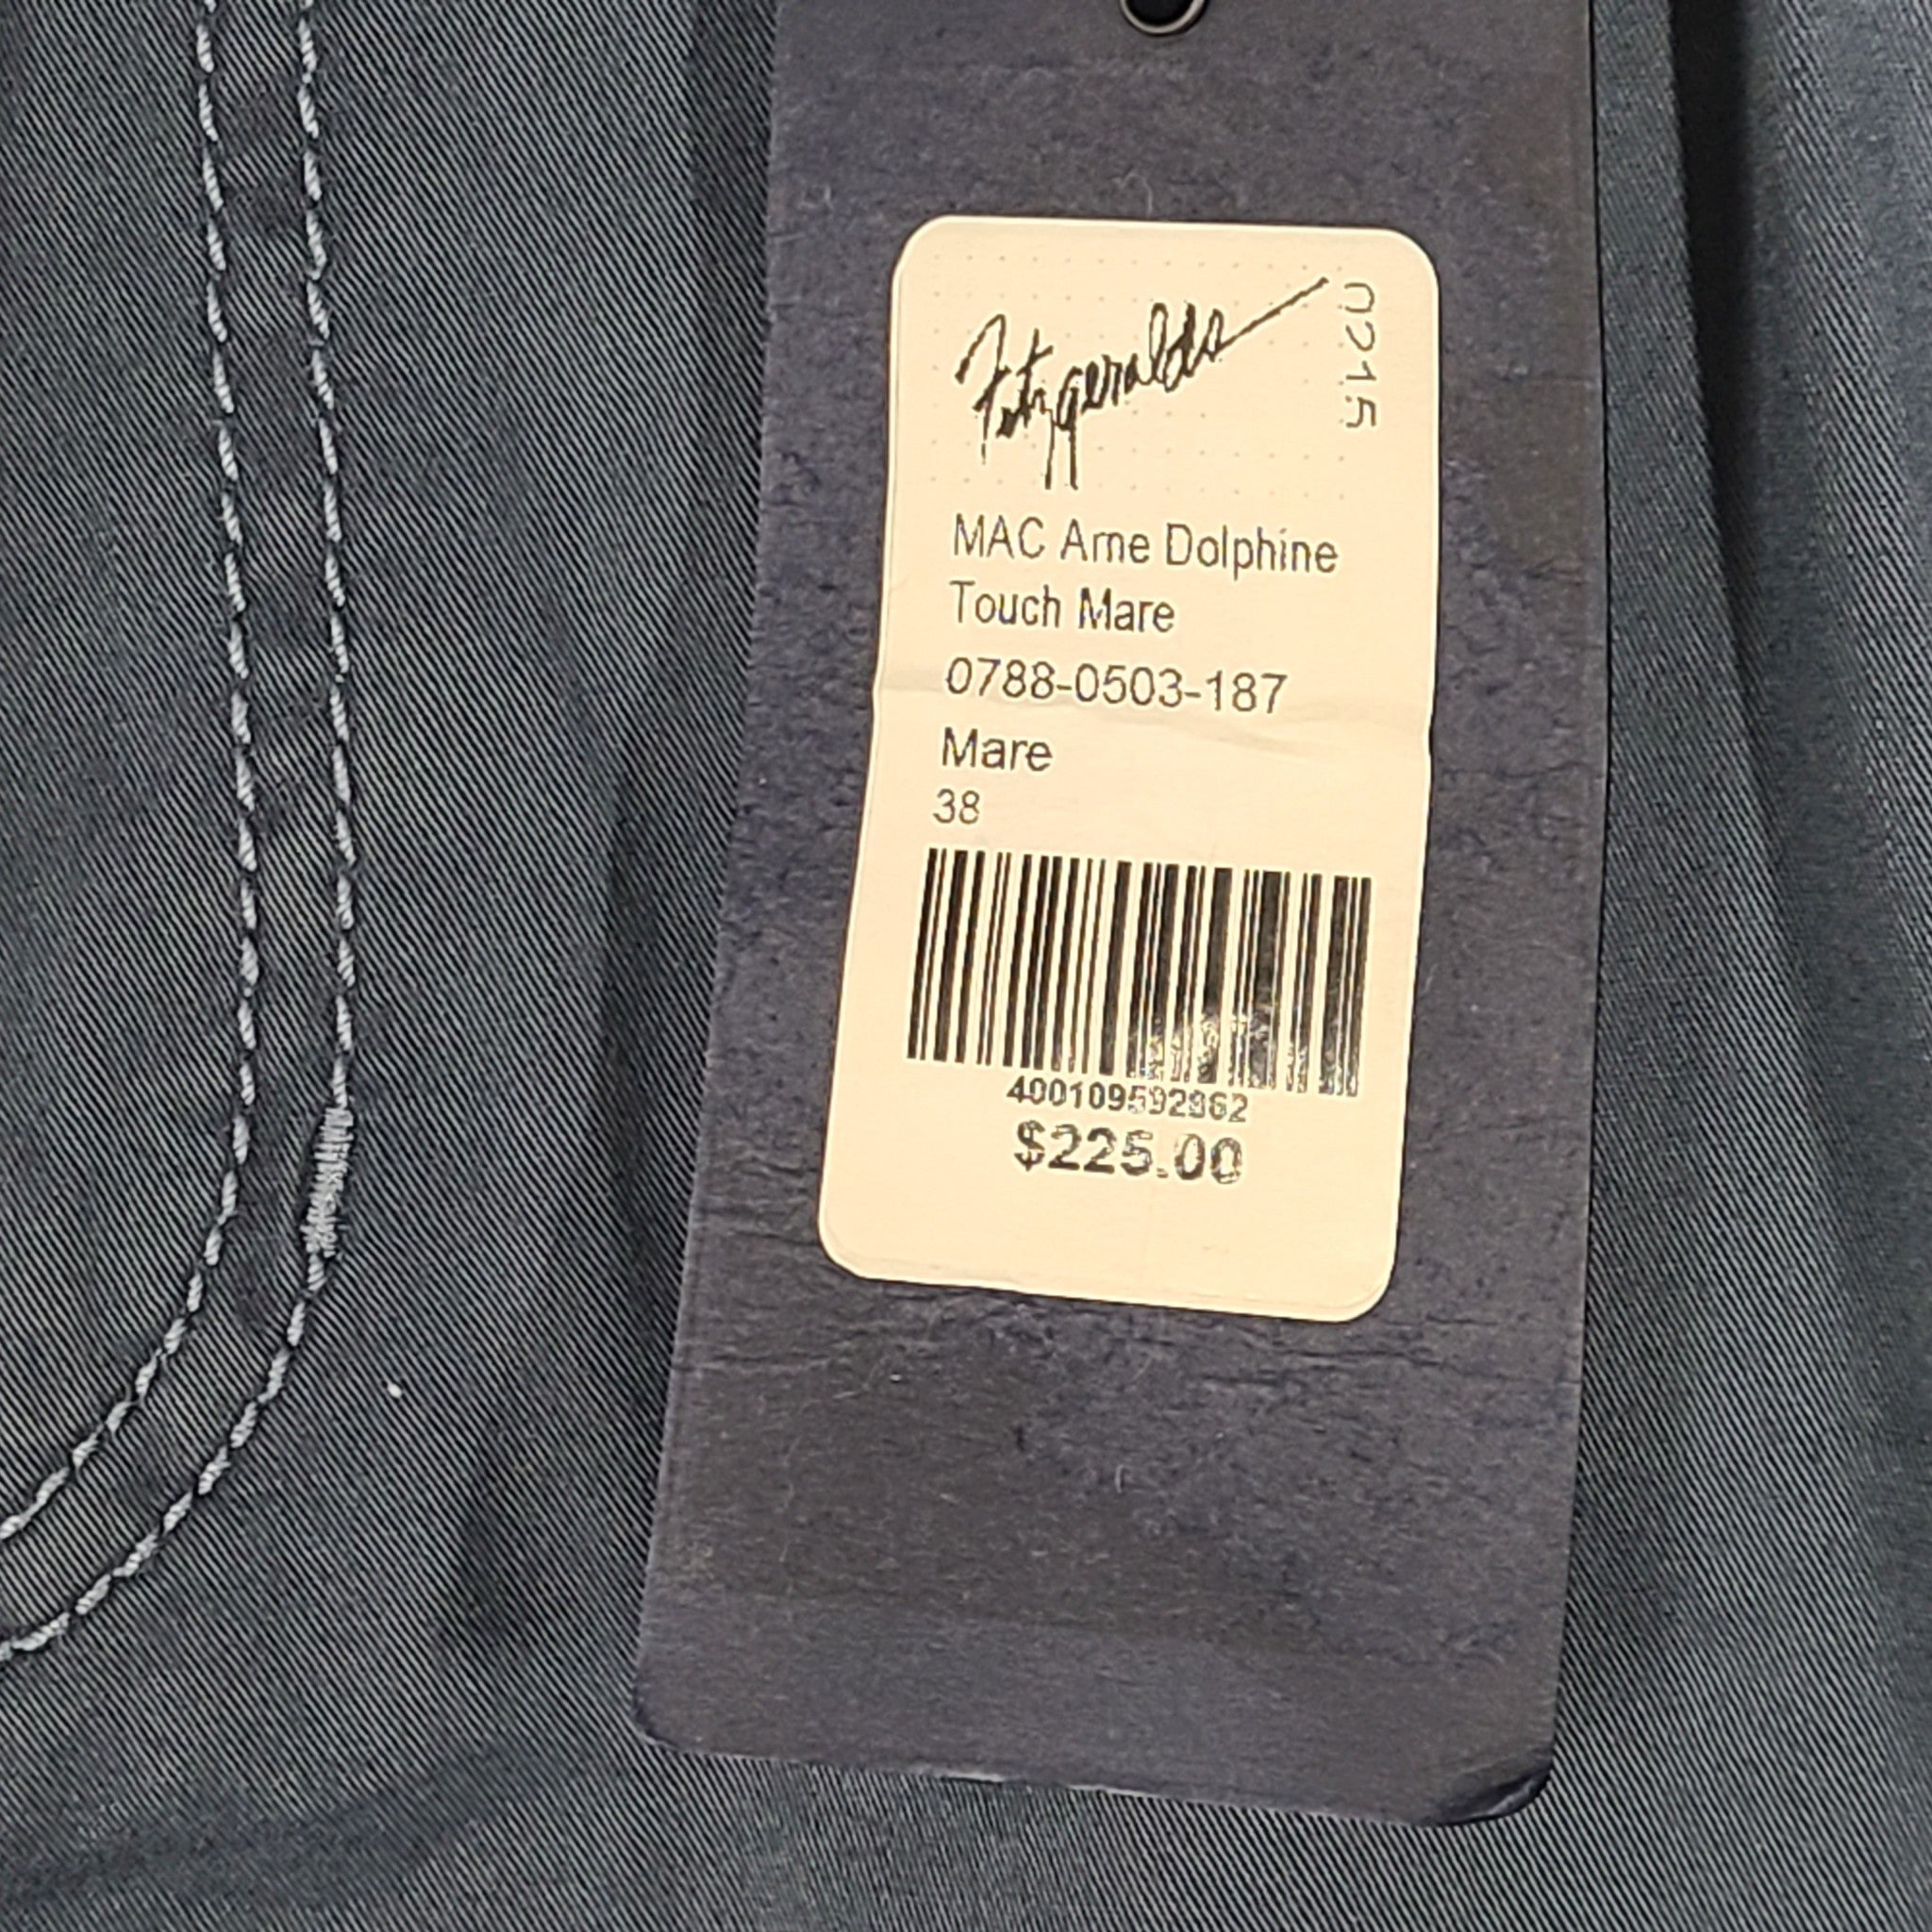 Fitzgeralds
0215
MAC Arne Dolphine
Touch Mare
0788-0503-187
Mare
38
400109592962
$225.00